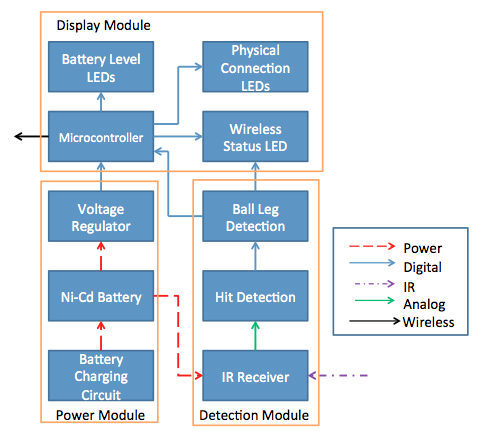 Display Module
Battery Level
LEDs
Physical
Connection
LEDs
Microcontroller
Wireless
Status LED
Voltage
Regulator
Ball Leg
Detection
Ni-Cd Battery
Hit Detection
Battery
Charging
Circuit
IR Receiver
Power Module
Detection Module
Power
Digital
IR
Analog
Wireless